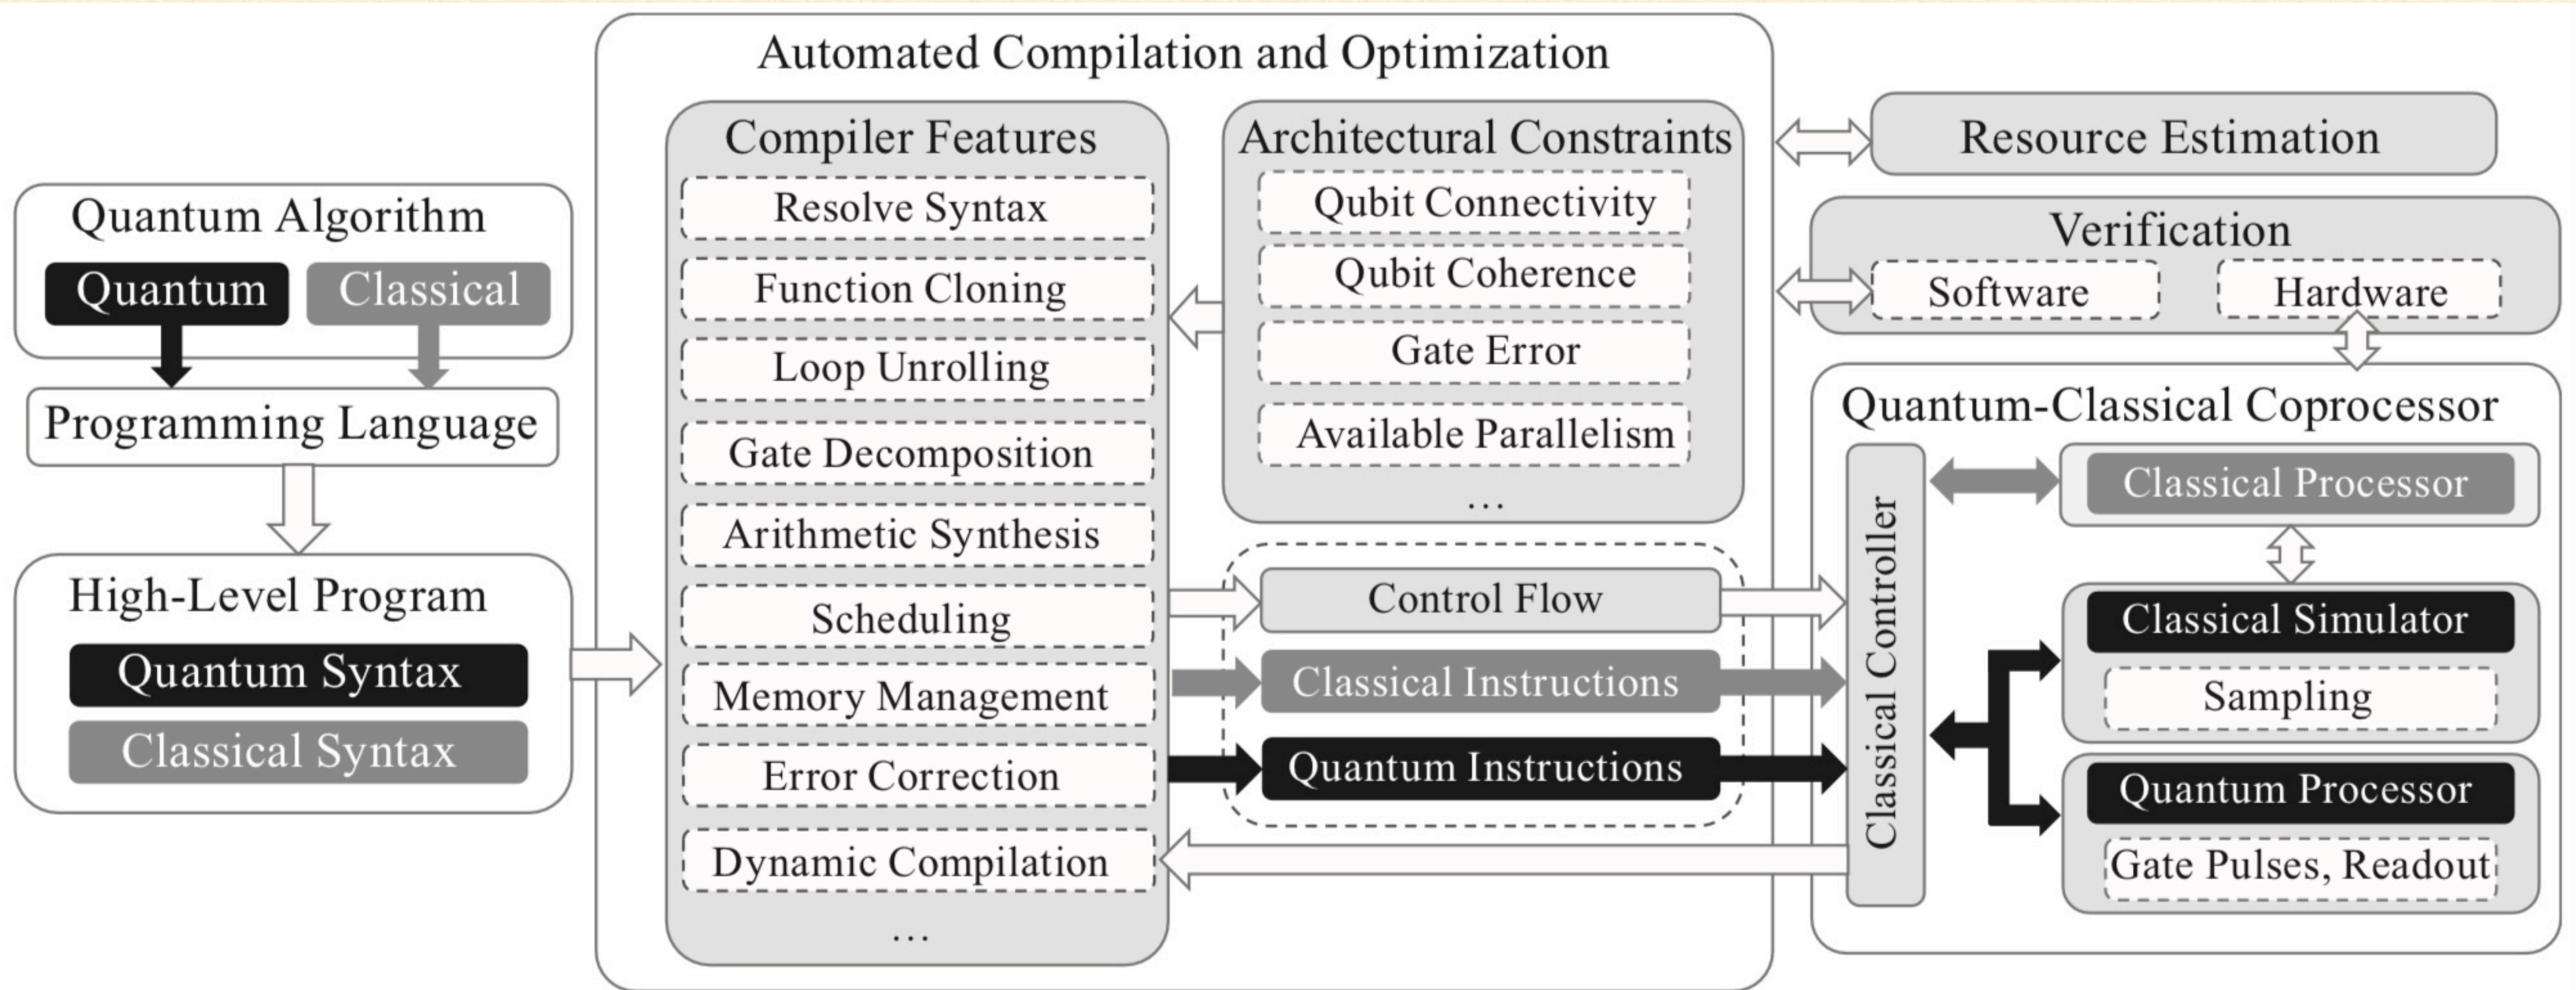 Quantum Algorithm
Quantum
Classical
Programming Language
High-Level Program
Quantum Syntax
Classical Syntax
Automated Compilation and Optimization
Compiler Features
Resolve Syntax
Function Cloning
Loop Unrolling
Gate Decomposition
Arithmetic Synthesis
Scheduling
Memory Management
Error Correction
Dynamic Compilation
...
Architectural Constraints
Qubit Connectivity
Qubit Coherence
Gate Error
Available Parallelism
...
Control Flow
Classical Instructions
Quantum Instructions
Resource Estimation
Verification
Software
Hardware
Quantum-Classical Coprocessor
Classical Controller
Classical Processor
Classical Simulator
Sampling
Quantum Processor
Gate Pulses, Readout